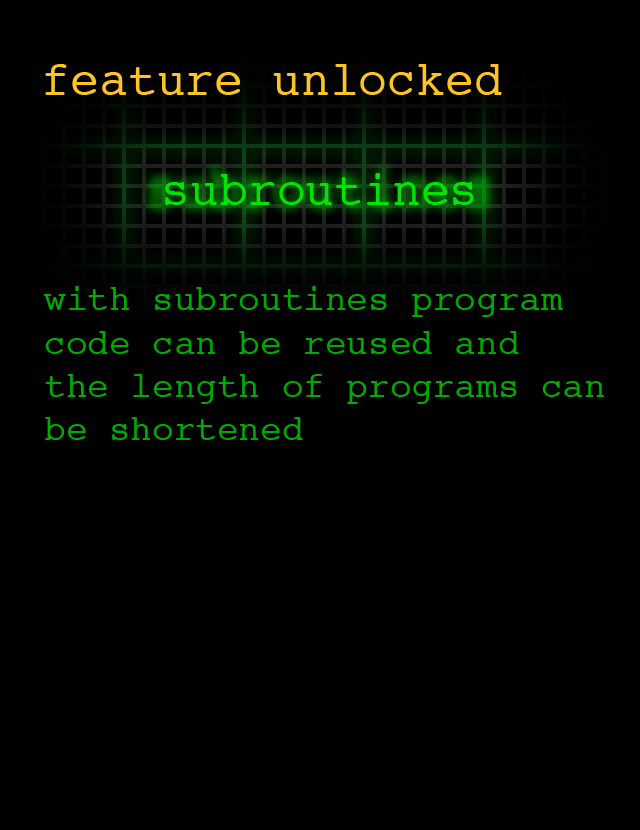 feature unlocked
subroutines
with subroutines program
code can be reused and
the length of programs can
be shortened